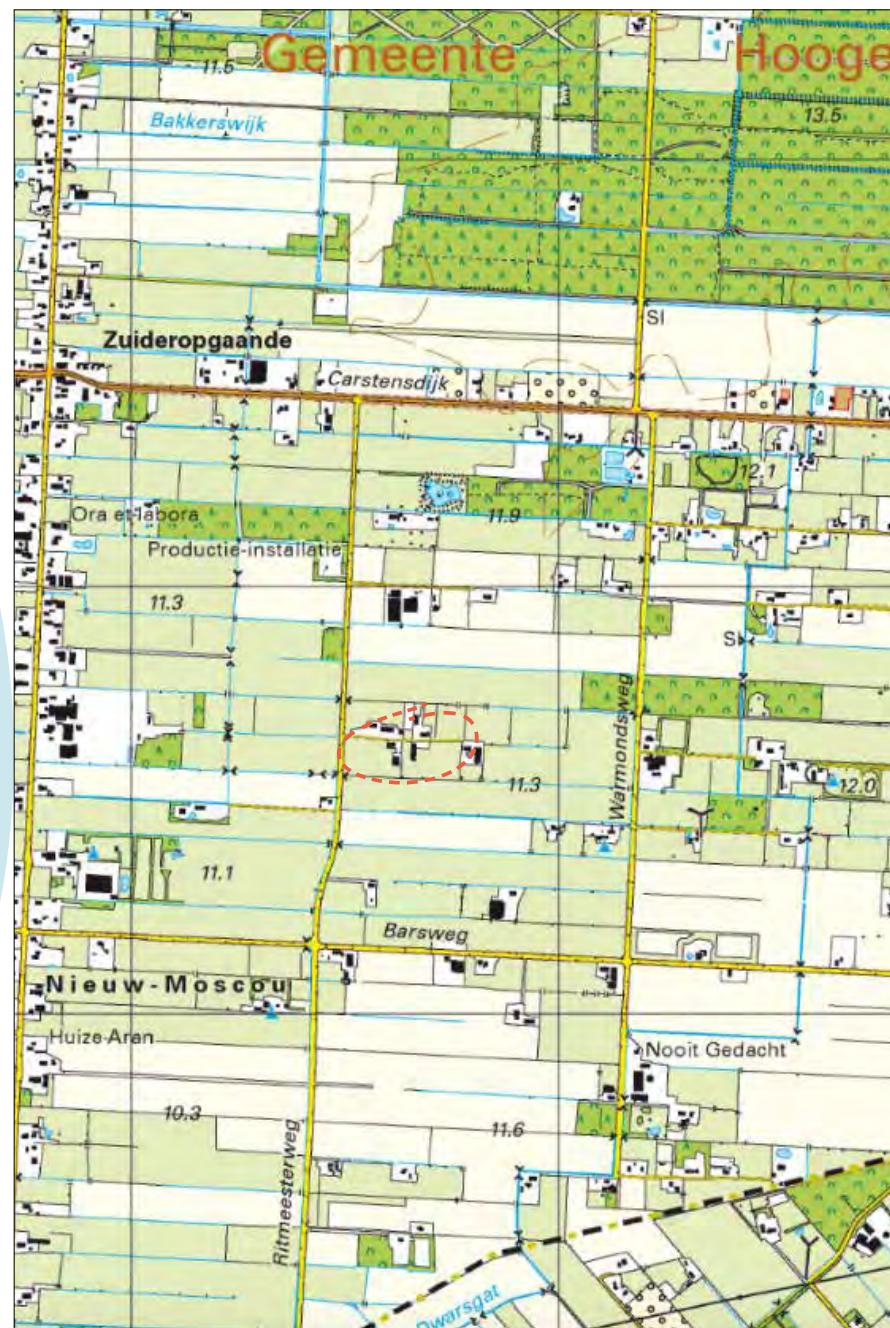 Gemeente Hooge
11.6
13.5
Bakkerswijk
Sl
Zuideropgaande
Carstensdijk
12.1
Ora et labora
11.9
Productie-installatie
11.3
Sl
Warmondsweg
11.3
12.0
11.1
Barsweg
Nieuw-Moscou
Huize Aran
Nooit Gedacht
10.3
11.6
Ritmeesterweg
Dwarsgat